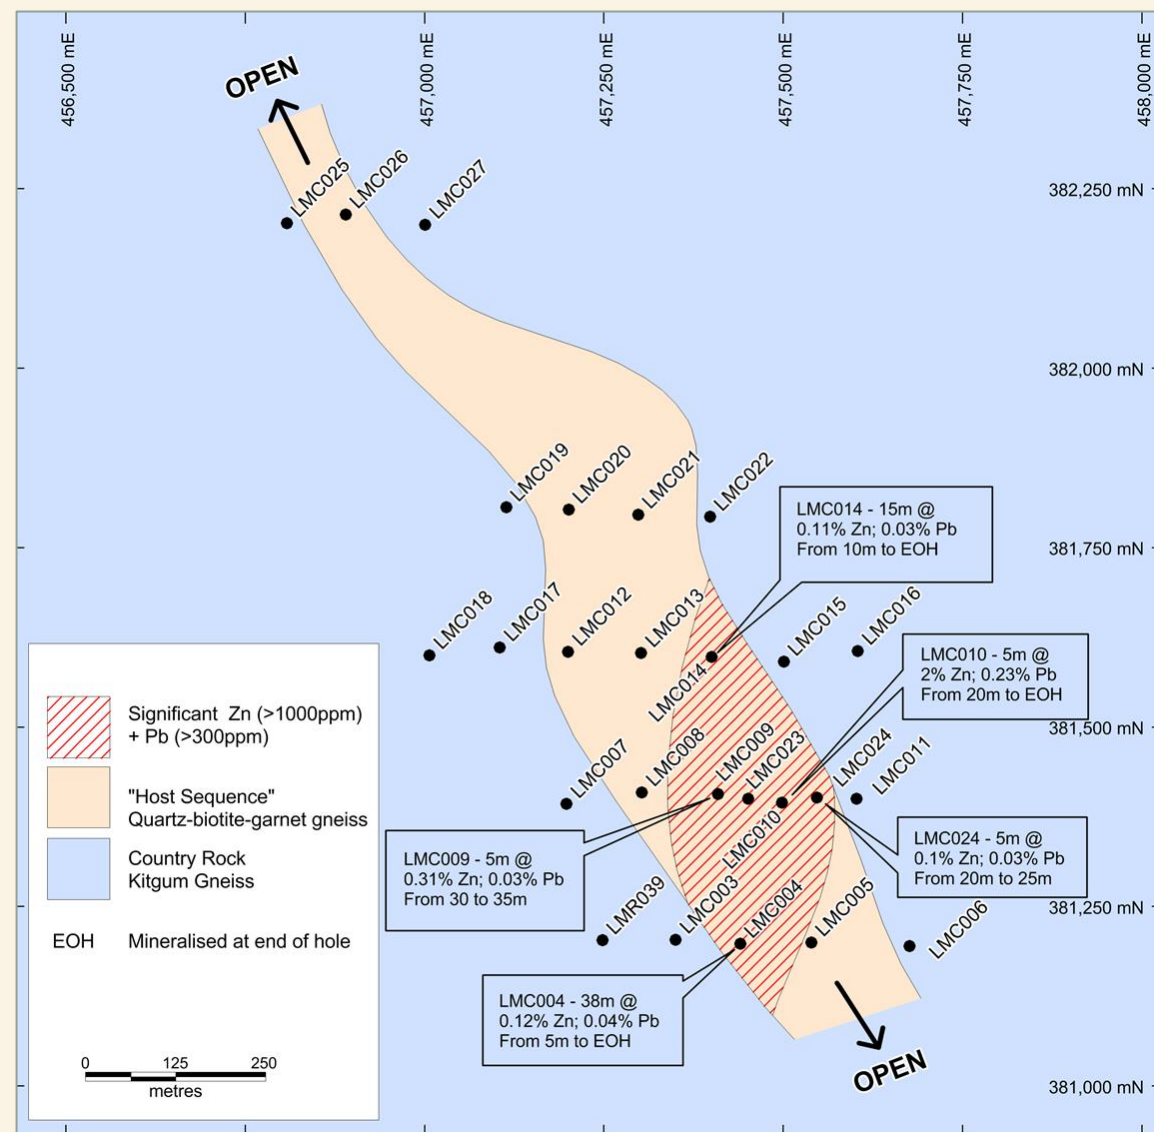 456,500 mE
457,000 mE
457,250 mE
457,500 mE
457,750 mE
458,000 mE
OPEN
LMC025
LMC026
LMC027
382,250 mN
382,000 mN
LMC019
LMC020
LMC021
LMC022
LMC014 - 15m @
0.11% Zn; 0.03% Pb
From 10m to EOH
381,750 mN
LMC018
LMC017
LMC012
LMC013
LMC014
LMC015
LMC016
LMC010 - 5m @
2% Zn; 0.23% Pb
From 20m to EOH
381,500 mN
LMC007
LMC008
LMC009
LMC023
LMC010
LMC024
LMC011
LMC009 - 5m @
0.31% Zn; 0.03% Pb
From 30 to 35m
LMC024 - 5m @
0.1% Zn; 0.03% Pb
From 20m to 25m
381,250 mN
LMR039
LMC003
LMC004
LMC005
LMC006
LMC004 - 38m @
0.12% Zn; 0.04% Pb
From 5m to EOH
OPEN
381,000 mN
Significant Zn (>1000ppm)
+ Pb (>300ppm)
"Host Sequence"
Quartz-biotite-garnet gneiss
Country Rock
Kitgum Gneiss
EOH Mineralised at end of hole
0 125 250
metres